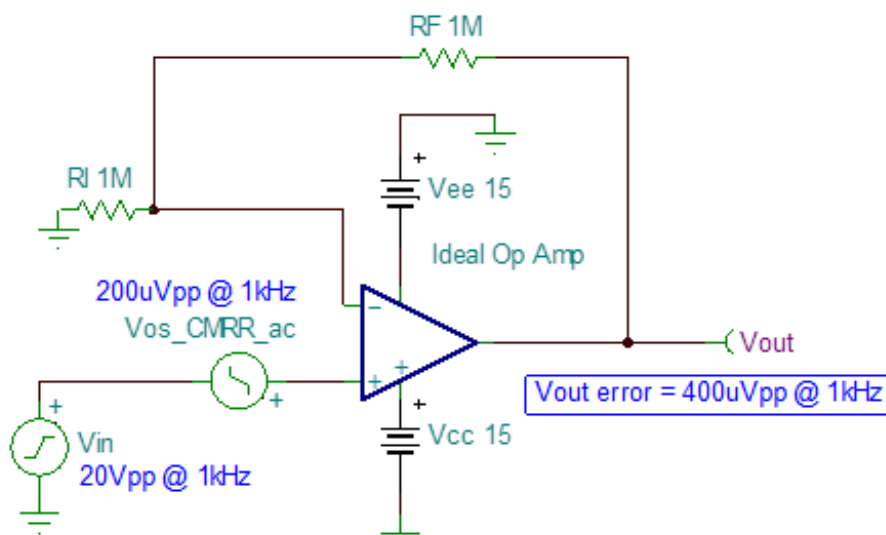 RF 1M
+
Vee 15
RI 1M
Ideal Op Amp
200uVpp @ 1kHz
Vos_CMRR_ac
-
+
+
+
+
Vout
Vout error = 400uVpp @ 1kHz
+
Vcc 15
Vin
20Vpp @ 1kHz